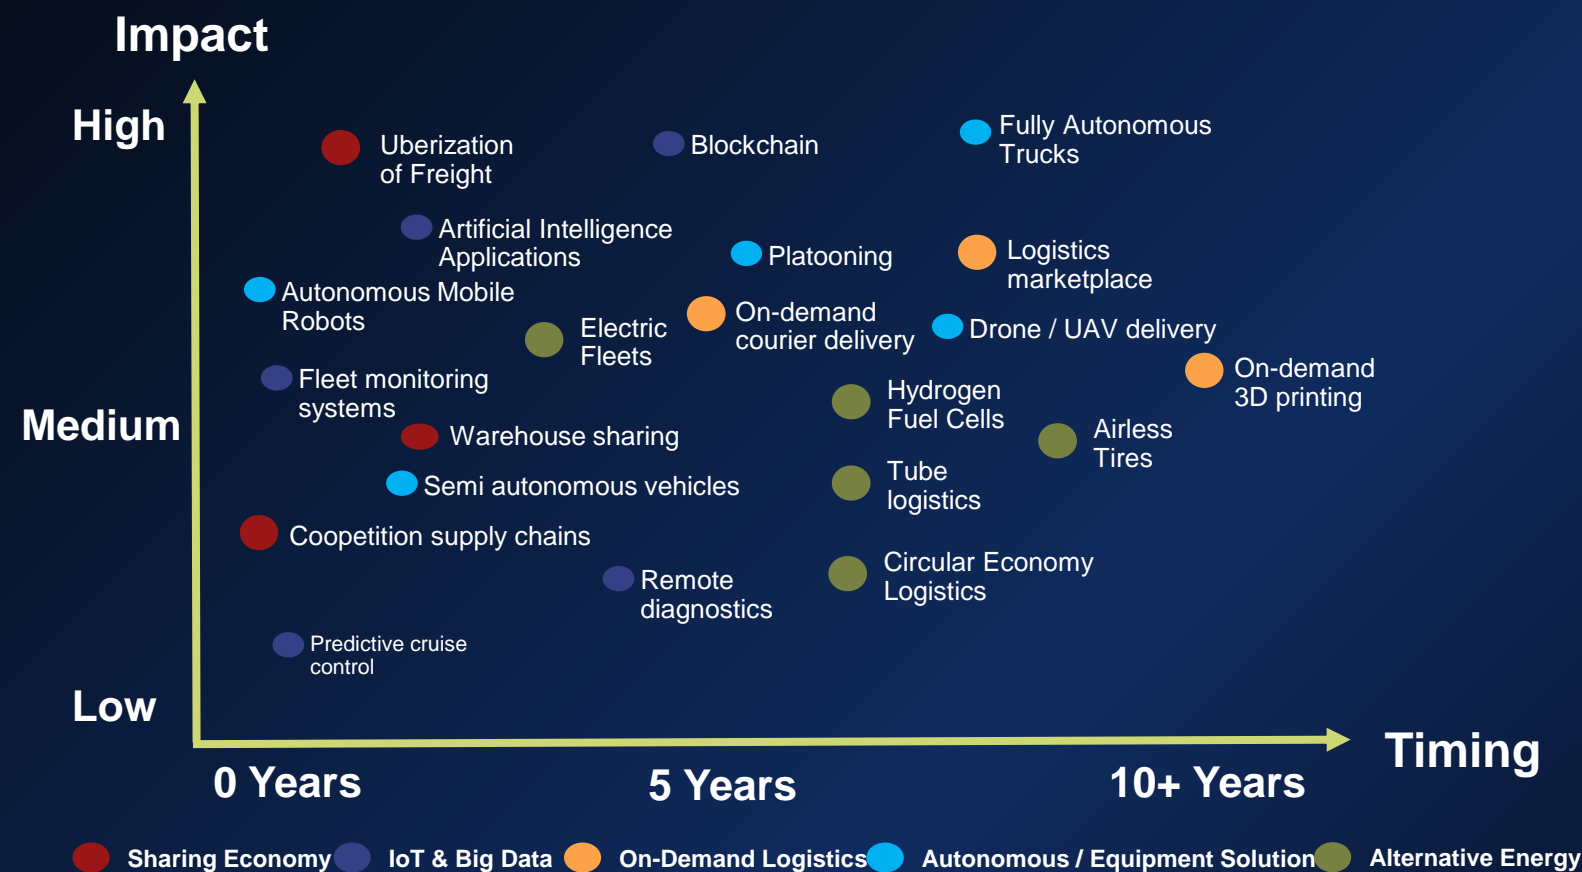 Impact
High
Uberization
of Freight
Blockchain
Fully Autonomous
Trucks
Artificial Intelligence
Applications
Platooning
Logistics
marketplace
Autonomous Mobile
Robots
Electric
Fleets
On-demand
courier delivery
Drone / UAV delivery
Fleet monitoring
systems
Hydrogen
Fuel Cells
On-demand
3D printing
Medium
Warehouse sharing
Airless
Tires
Semi autonomous vehicles
Tube
logistics
Coopetition supply chains
Remote
diagnostics
Circular Economy
Logistics
Predictive cruise
control
Low
Timing
0 Years
5 Years
10+ Years
Sharing Economy
IoT & Big Data
On-Demand Logistics
Autonomous / Equipment Solution
Alternative Energy